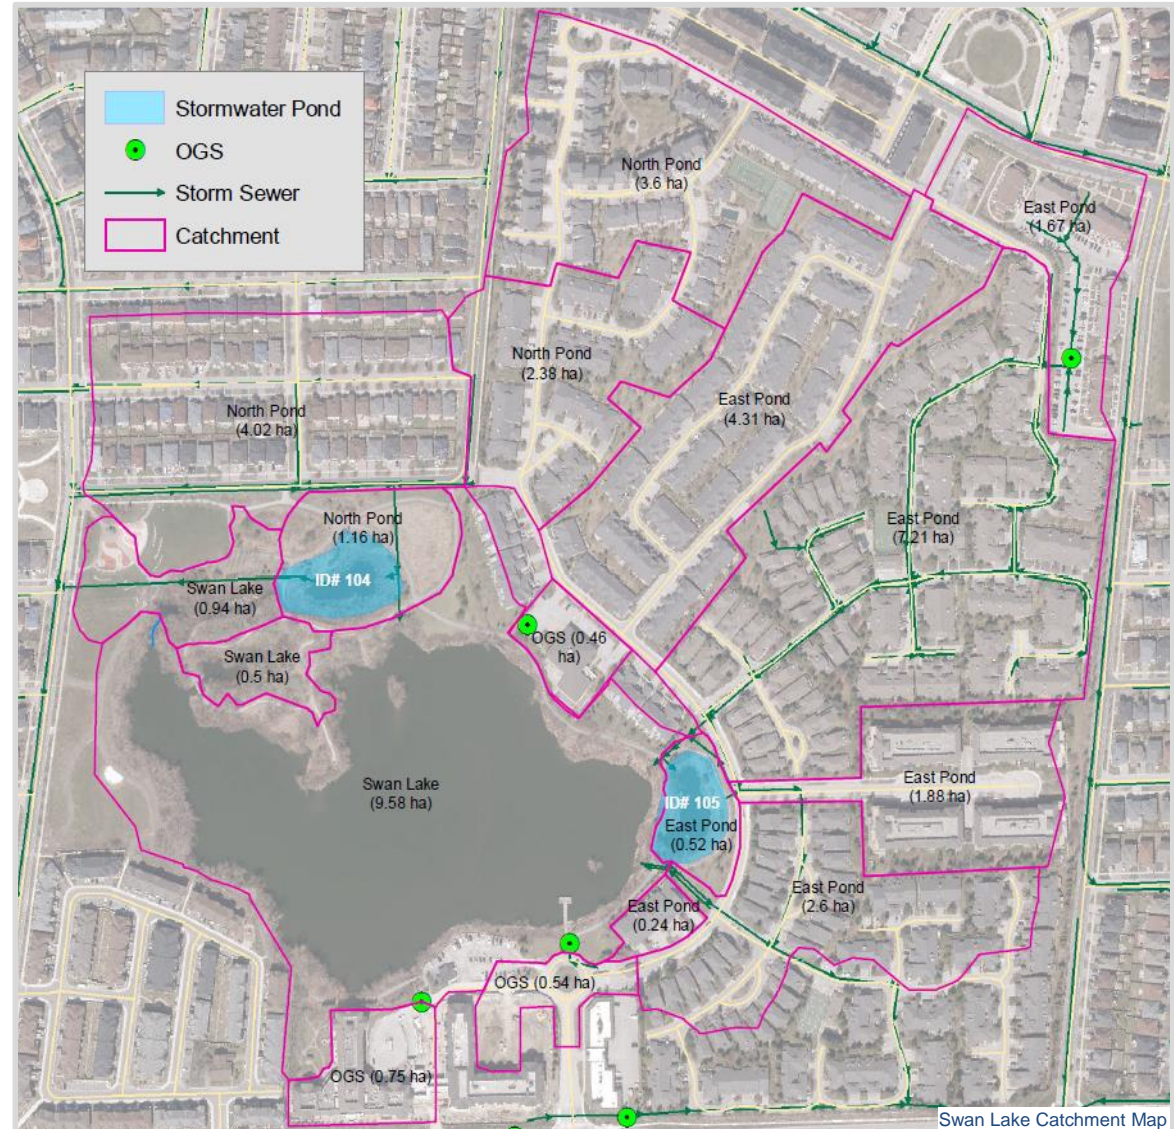 Stormwater Pond
OGS
Storm Sewer
Catchment
North Pond
(3.6 ha)
East Pond
(1.67 ha)
North Pond
(2.38 ha)
East Pond
(4.31 ha)
North Pond
(4.02 ha)
North Pond
(1.16 ha)
East Pond
(7.21 ha)
ID# 104
Swan Lake
(0.94 ha)
OGS (0.46
ha)
Swan Lake
(0.5 ha)
Swan Lake
(9.58 ha)
East Pond
(1.88 ha)
ID# 105
East Pond
(0.52 ha)
East Pond
(2.6 ha)
East Pond
(0.24 ha)
OGS (0.54 ha)
OGS (0.75 ha)
Swan Lake Catchment Map